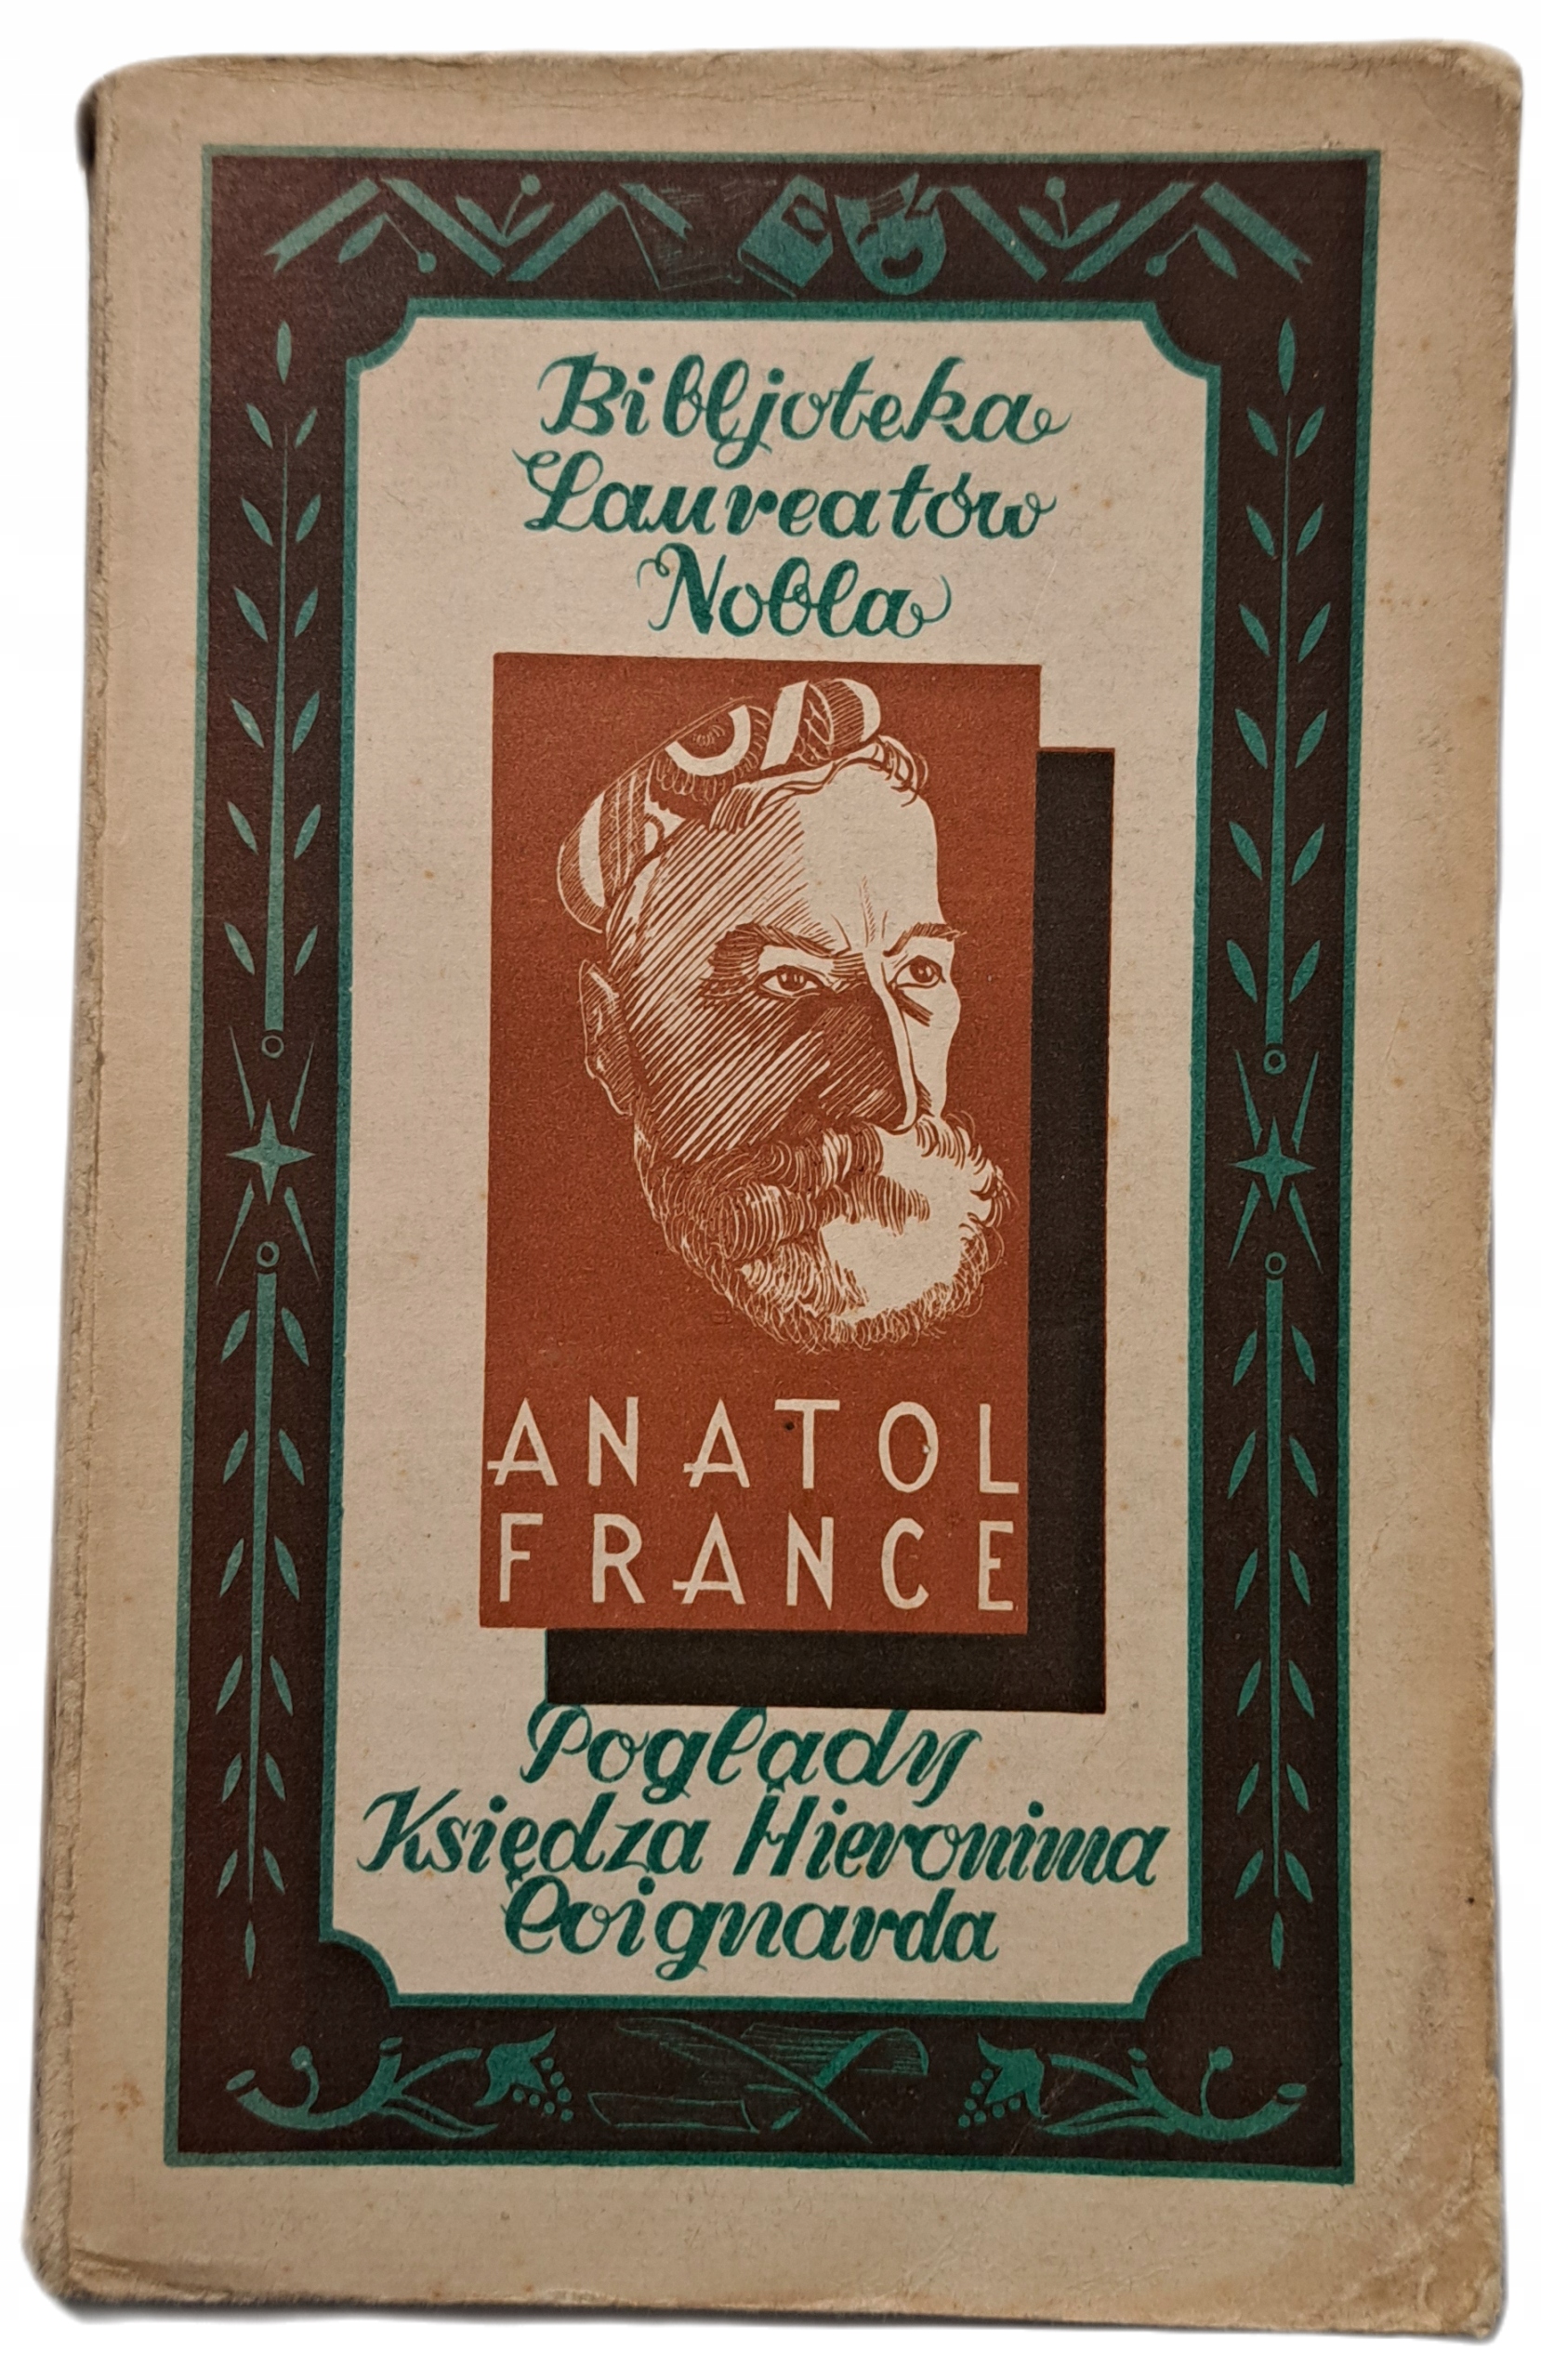 Bibljoteka
Laureatów
Nobla
ANATOL
FRANCE
Poglądy
Księdza Hieronima
Coignarda